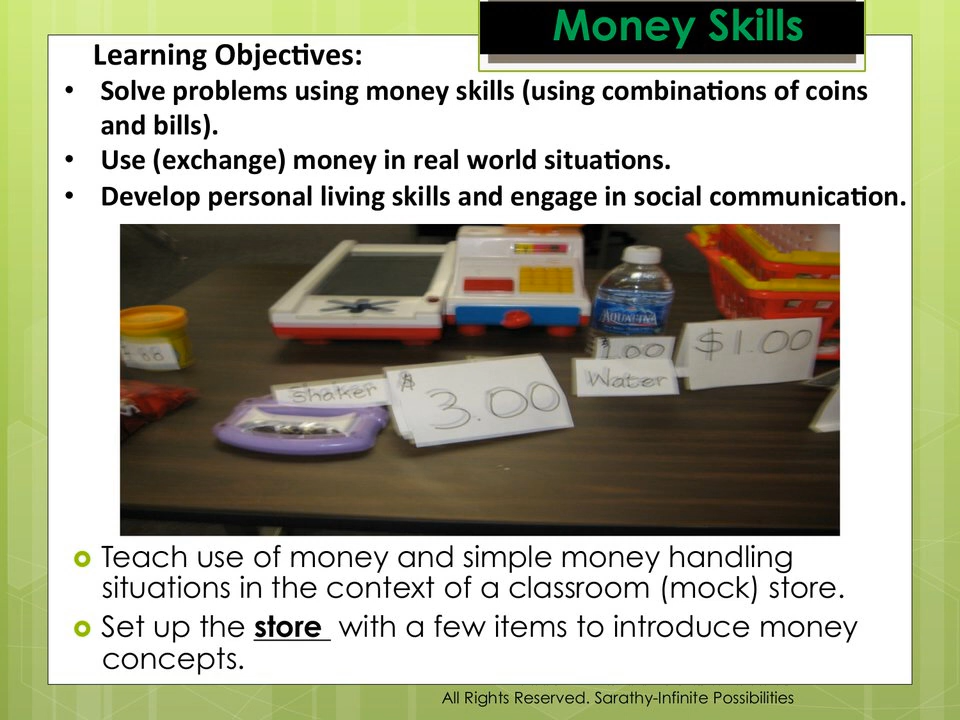 Money Skills
Learning Objectives:
• Solve problems using money skills (using combinations of coins
and bills).
• Use (exchange) money in real world situations.
• Develop personal living skills and engage in social communication.
AQUAFINA
1.00
$1.00
Water
shaker
$
3.00
Teach use of money and simple money handling
situations in the context of a classroom (mock) store.
Set up the store with a few items to introduce money
concepts.
All Rights Reserved. Sarathy-Infinite Possibilities